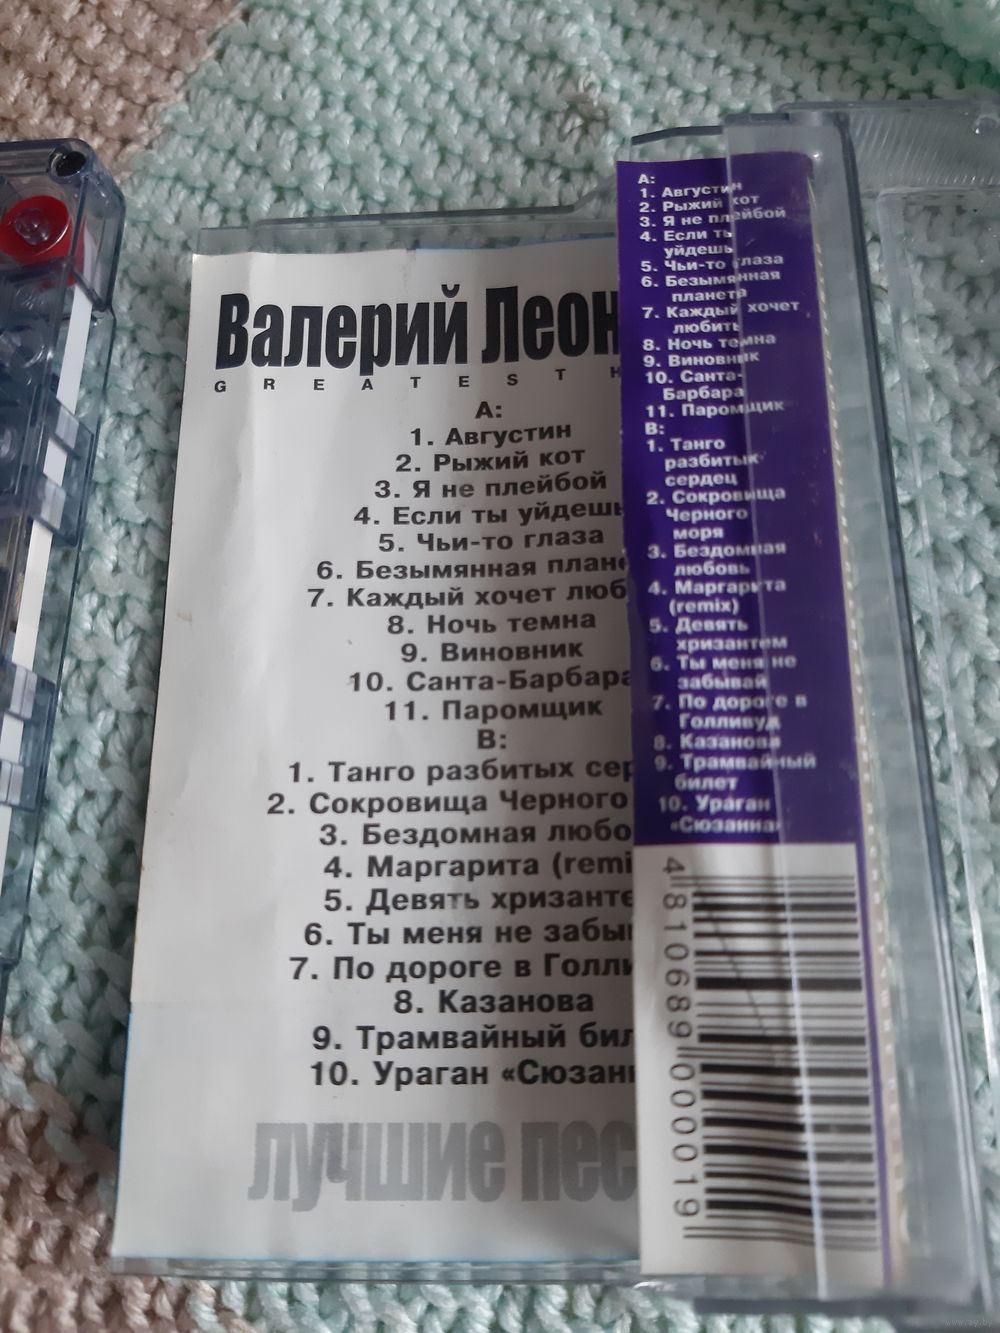 Валерий Леон
GREATEST H
A:
1. Августин
2. Рыжий кот
3. Я не плейбой
4. Если ты уйдешь
5. Чьи-то глаза
6. Безымянная плане
7. Каждый хочет люб
8. Ночь темна
9. Виновник
10. Санта-Барбара
11. Паромщик
B:
1. Танго разбитых сер
2. Сокровища Черного
3. Бездомная любо
4. Маргарита (remi
5. Девять хризанте
6. Ты меня не забы
7. По дороге в Голли
8. Казанова
9. Трамвайный бил
10. Ураган «Сюзанн
лучшие пес
A:
1. Августин
2. Рыжий кот
3. Я не плейбой
4. Если ты
уйдешь
5. Чьи-то глаза
6. Безымянная
планета
7. Каждый хочет
любить
8. Ночь темна
9. Виновник
10. Санта-
Барбара
11. Паромщик
B:
1. Танго
разбитых
сердец
2. Сокровища
Черного
моря
3. Бездомная
любовь
4. Маргарита
(remix)
5. Девять
хризантем
6. Ты меня не
забывай
7. По дороге в
Голливуд
8. Казанова
9. Трамвайный
билет
10. Ураган
«Сюзанна»
4 810689 000019
www.ay.by